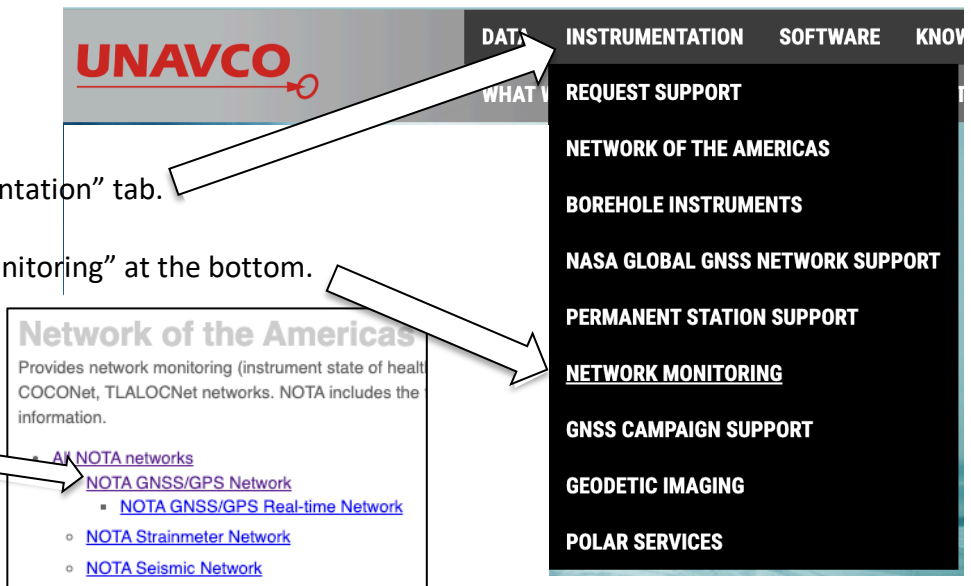 UNAVCO
DATA INSTRUMENTATION SOFTWARE
WHAT
REQUEST SUPPORT
NETWORK OF THE AMERICAS
BOREHOLE INSTRUMENTS
NASA GLOBAL GNSS NETWORK SUPPORT
PERMANENT STATION SUPPORT
NETWORK MONITORING
GNSS CAMPAIGN SUPPORT
GEODETIC IMAGING
POLAR SERVICES
ntation” tab.
nitoring” at the bottom.
Network of the Americas
Provides network monitoring (instrument state of healt
COCONet, TLALOCNet networks. NOTA includes the
information.
All NOTA networks
NOTA GNSS/GPS Network
NOTA GNSS/GPS Real-time Network
NOTA Strainmeter Network
NOTA Seismic Network